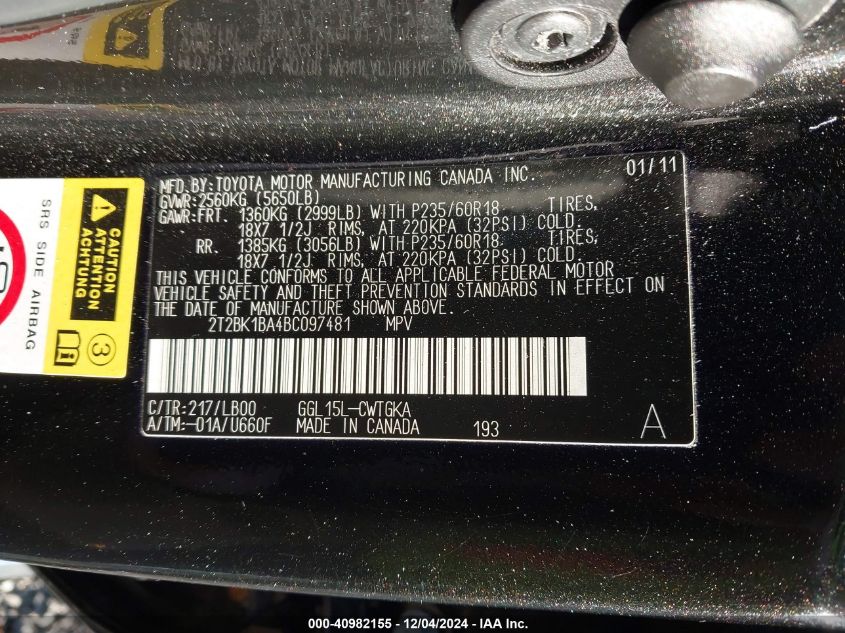 MFD.BY:TOYOTA MOTOR MANUFACTURING CANADA INC. 01/11
GVWR:2560KG (5650LB)
GAWR:FRT. 1360KG (2999LB) WITH P235/60R18 TIRES,
18X7 1/2J RIMS, AT 220KPA (32PSI) COLD.
RR. 1385KG (3056LB) WITH P235/60R18 TIRES,
18X7 1/2J RIMS, AT 220KPA (32PSI) COLD.
THIS VEHICLE CONFORMS TO ALL APPLICABLE FEDERAL MOTOR
VEHICLE SAFETY AND THEFT PREVENTION STANDARDS IN EFFECT ON
THE DATE OF MANUFACTURE SHOWN ABOVE.
2T2BK1BA4BC097481 MPV
C/TR:217/LB00 GGL15L-CWTGKA
A/TM:-01A/U660F MADE IN CANADA 193 A
SRS SIDE AIRBAG
CAUTION
ATTENTION
ACHTUNG
3
000-40982155 - 12/04/2024 - IAA Inc.